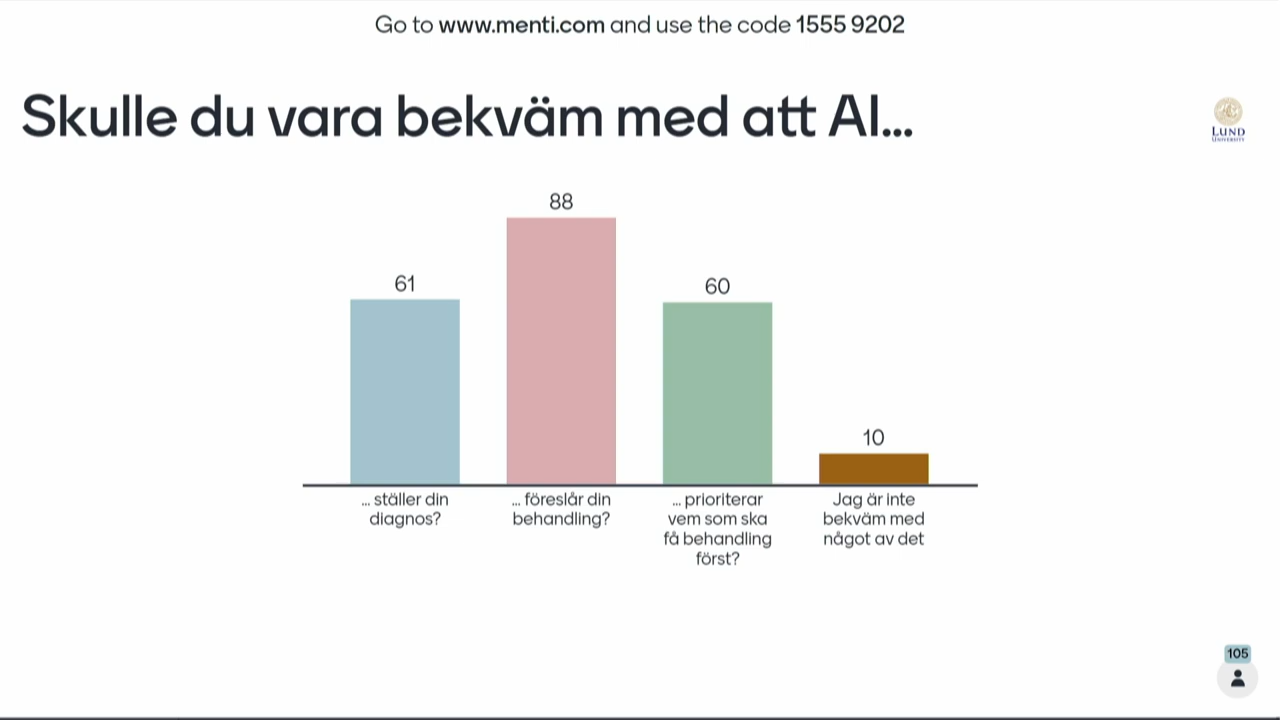 Go to www.menti.com and use the code 1555 9202
Skulle du vara bekväm med att AI...
LUND
UNIVERSITY
88
61
60
10
... ställer din
diagnos?
... föreslår din
behandling?
... prioriterar
vem som ska
få behandling
först?
Jag är inte
bekväm med
något av det
105